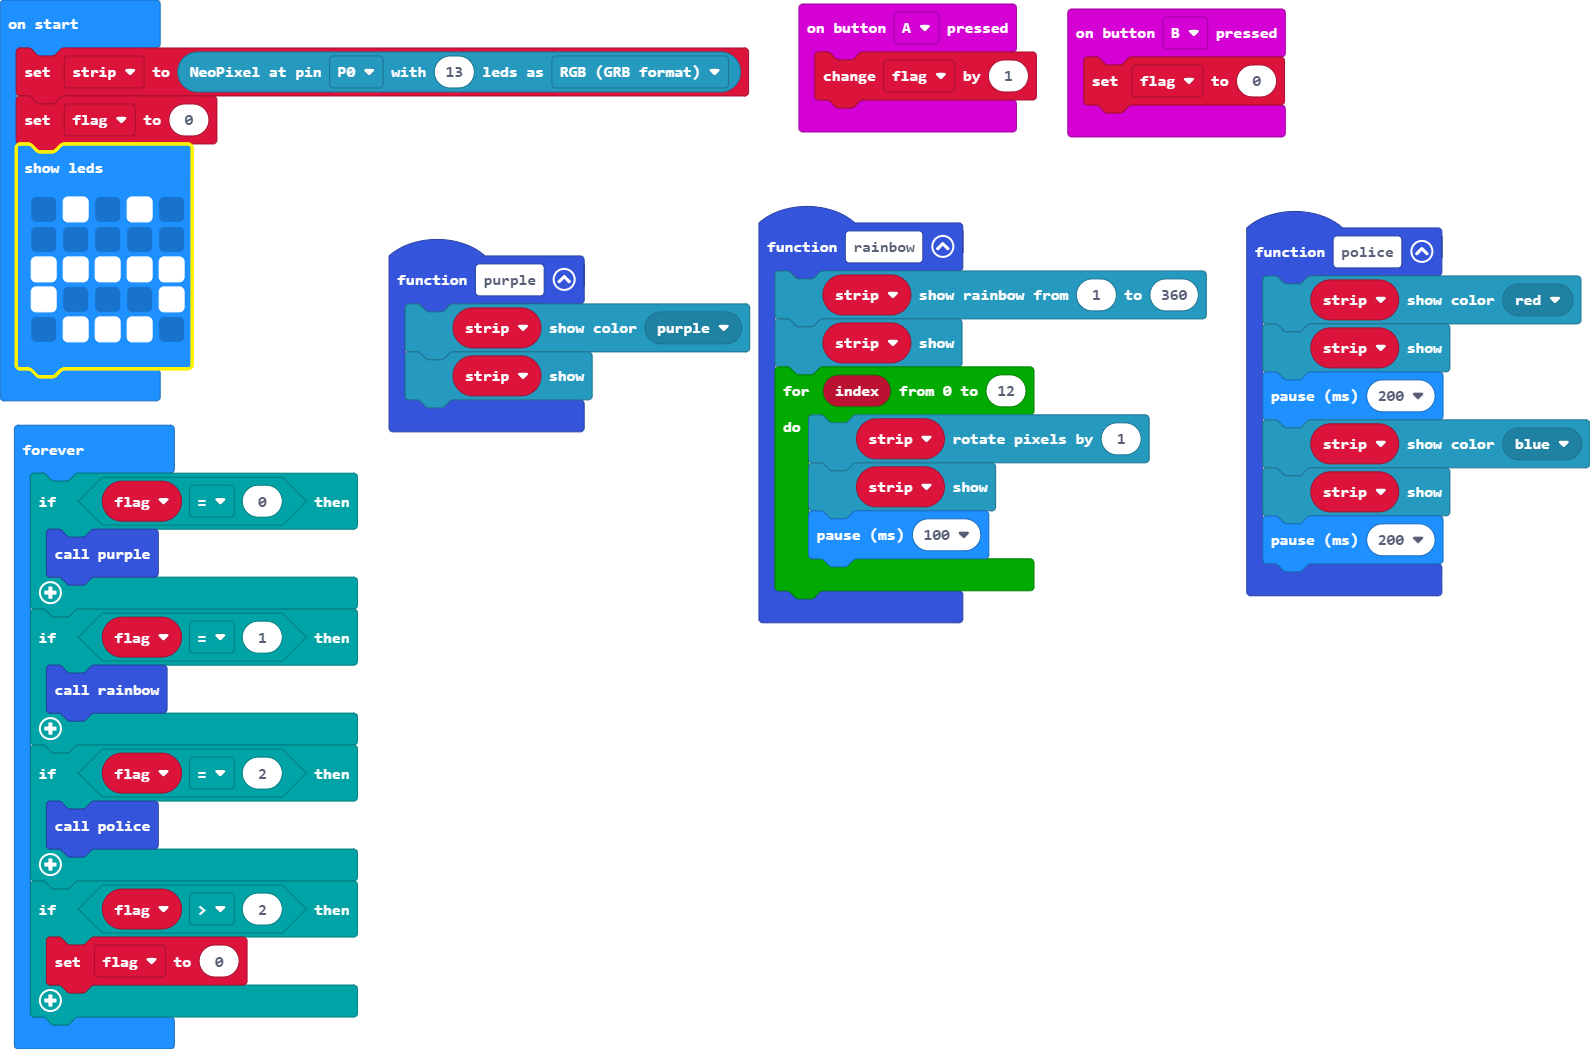 on start
set strip to NeoPixel at pin P0 with 13 leds as RGB (GRB format)
set flag to 0
show leds
on button A pressed
change flag by 1
on button B pressed
set flag to 0
function purple
strip show color purple
strip show
function rainbow
strip show rainbow from 1 to 360
strip show
for index from 0 to 12
do
strip rotate pixels by 1
strip show
pause (ms) 100
function police
strip show color red
strip show
pause (ms) 200
strip show color blue
strip show
pause (ms) 200
forever
if flag = 0 then
call purple
if flag = 1 then
call rainbow
if flag = 2 then
call police
if flag > 2 then
set flag to 0